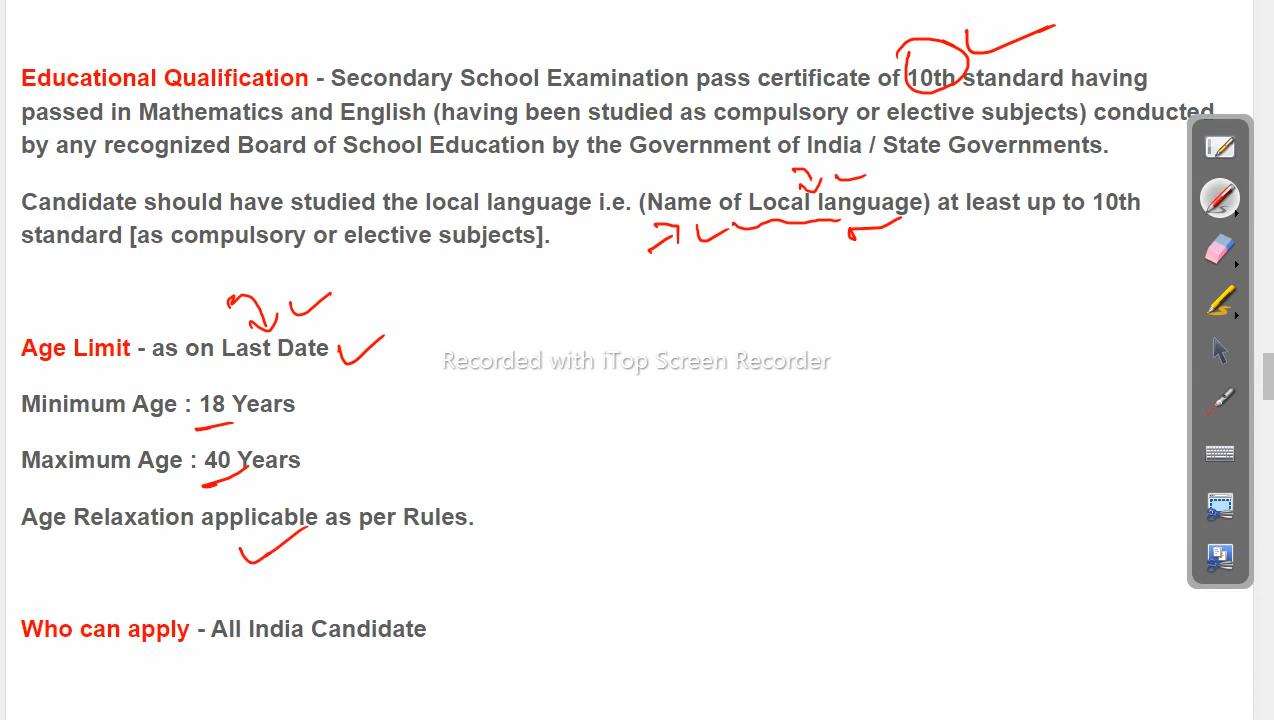 Educational Qualification - Secondary School Examination pass certificate of 10th standard having
passed in Mathematics and English (having been studied as compulsory or elective subjects) conducted
by any recognized Board of School Education by the Government of India / State Governments.
Candidate should have studied the local language i.e. (Name of Local language) at least up to 10th
standard [as compulsory or elective subjects].
Age Limit - as on Last Date
Recorded with iTop Screen Recorder
Minimum Age : 18 Years
Maximum Age : 40 Years
Age Relaxation applicable as per Rules.
Who can apply - All India Candidate